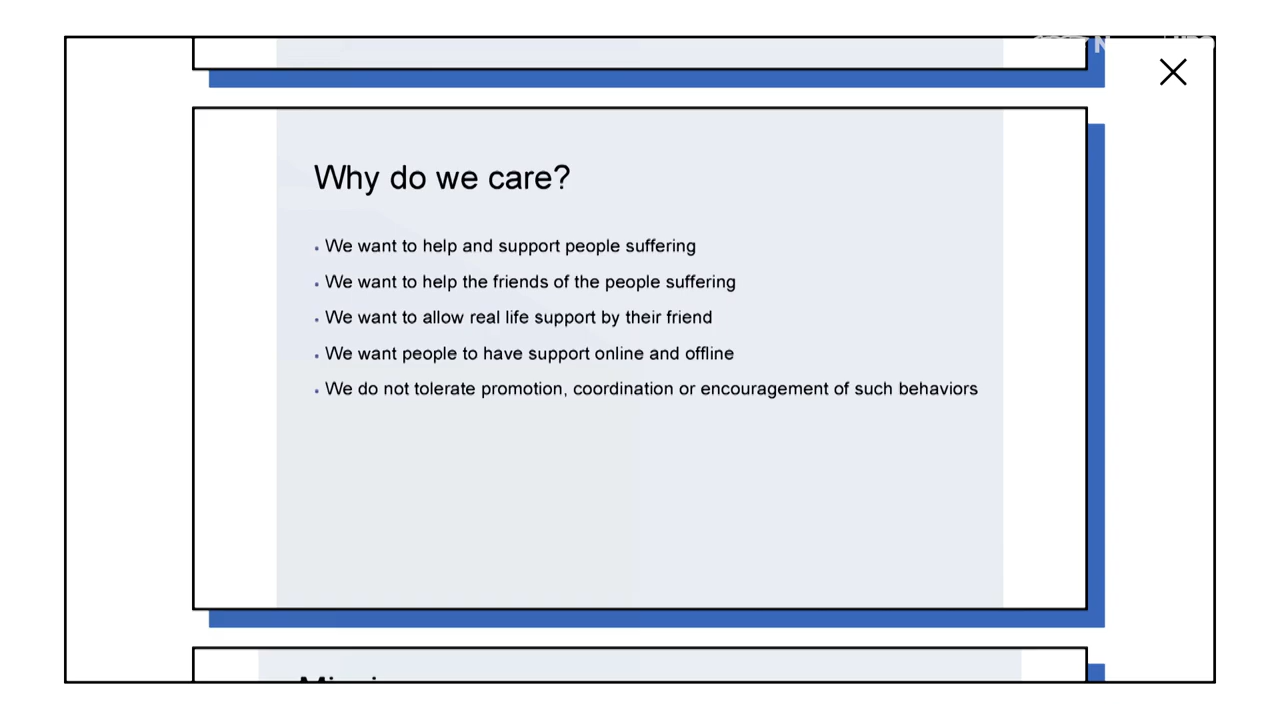 Why do we care?
We want to help and support people suffering
We want to help the friends of the people suffering
We want to allow real life support by their friend
We want people to have support online and offline
We do not tolerate promotion, coordination or encouragement of such behaviors